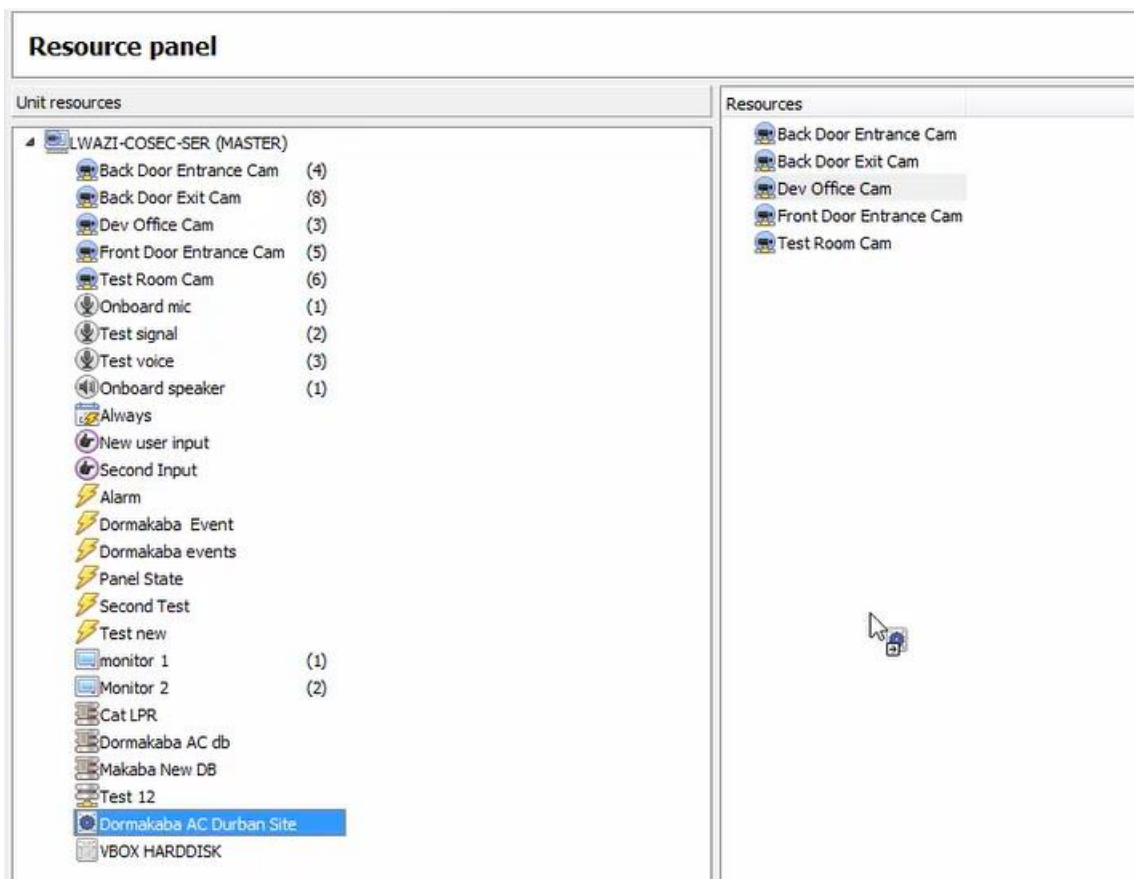 Resource panel
Unit resources
LWAZI-COSEC-SER (MASTER)
Back Door Entrance Cam (4)
Back Door Exit Cam (8)
Dev Office Cam (3)
Front Door Entrance Cam (5)
Test Room Cam (6)
Onboard mic (1)
Test signal (2)
Test voice (3)
Onboard speaker (1)
Always
New user input
Second Input
Alarm
Dormakaba  Event
Dormakaba events
Panel State
Second Test
Test new
monitor 1 (1)
Monitor 2 (2)
Cat LPR
Dormakaba AC db
Makaba New DB
Test 12
Dormakaba AC Durban Site
VBOX HARDDISK
Resources
Back Door Entrance Cam
Back Door Exit Cam
Dev Office Cam
Front Door Entrance Cam
Test Room Cam